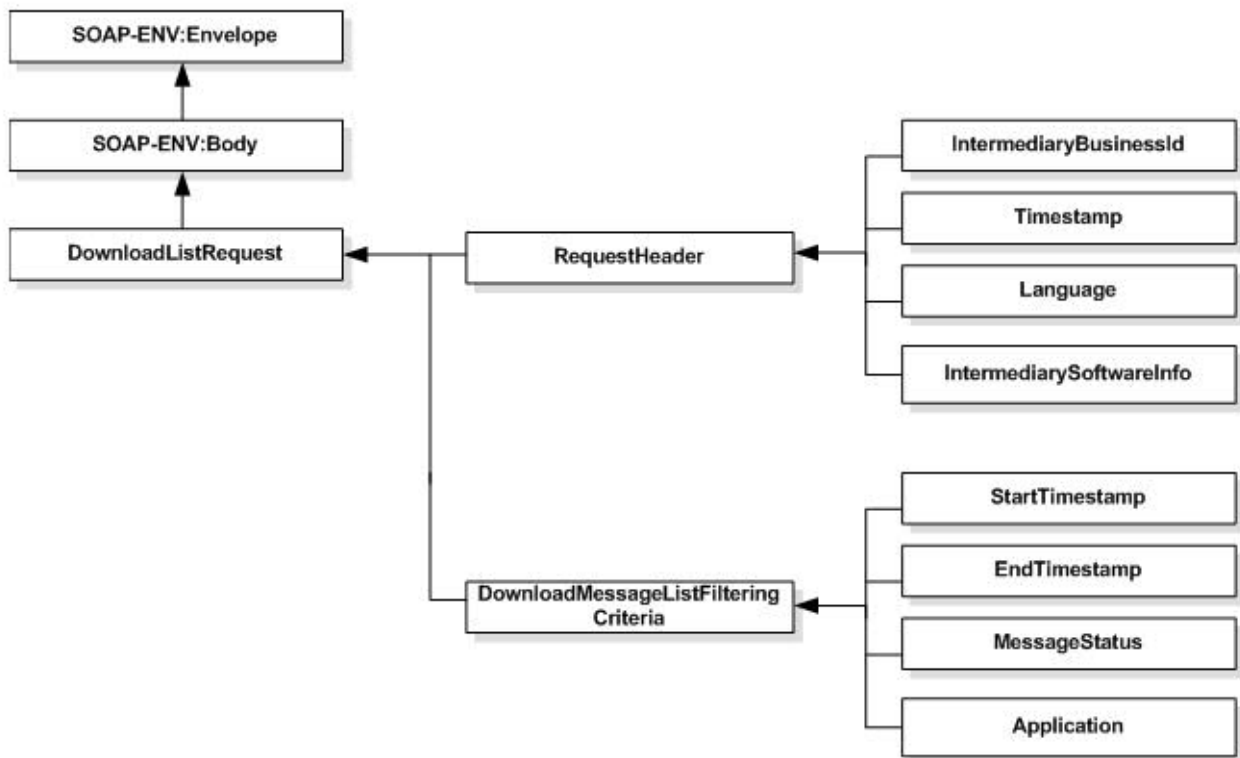 SOAP-ENV:Envelope
SOAP-ENV:Body
DownloadListRequest
RequestHeader
IntermediaryBusinessId
Timestamp
Language
IntermediarySoftwareInfo
DownloadMessageListFiltering
Criteria
StartTimestamp
EndTimestamp
MessageStatus
Application